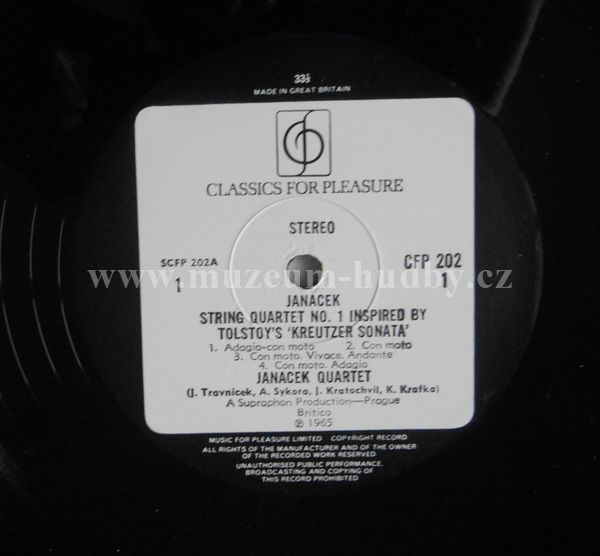 33⅓
MADE IN GREAT BRITAIN
CLASSICS FOR PLEASURE
STEREO
SCFP 202A
CFP 202
1
1
www.muzeum-hudby.cz
JANACEK
STRING QUARTET NO. 1 INSPIRED BY
TOLSTOY'S 'KREUTZER SONATA'
1. Adagio-con moto 2. Con moto
3. Con moto, Vivace, Andante
4. Con moto, Adagio
JANACEK QUARTET
(J. Travnicek, A. Sykora, J. Kratochvil, K. Krafka)
A Supraphon Production—Prague
Britico
℗ 1965
MUSIC FOR PLEASURE LIMITED COPYRIGHT RECORD
ALL RIGHTS OF THE MANUFACTURER AND OF THE OWNER
OF THE RECORDED WORK RESERVED
UNAUTHORISED PUBLIC PERFORMANCE,
BROADCASTING AND COPYING OF
THIS RECORD PROHIBITED